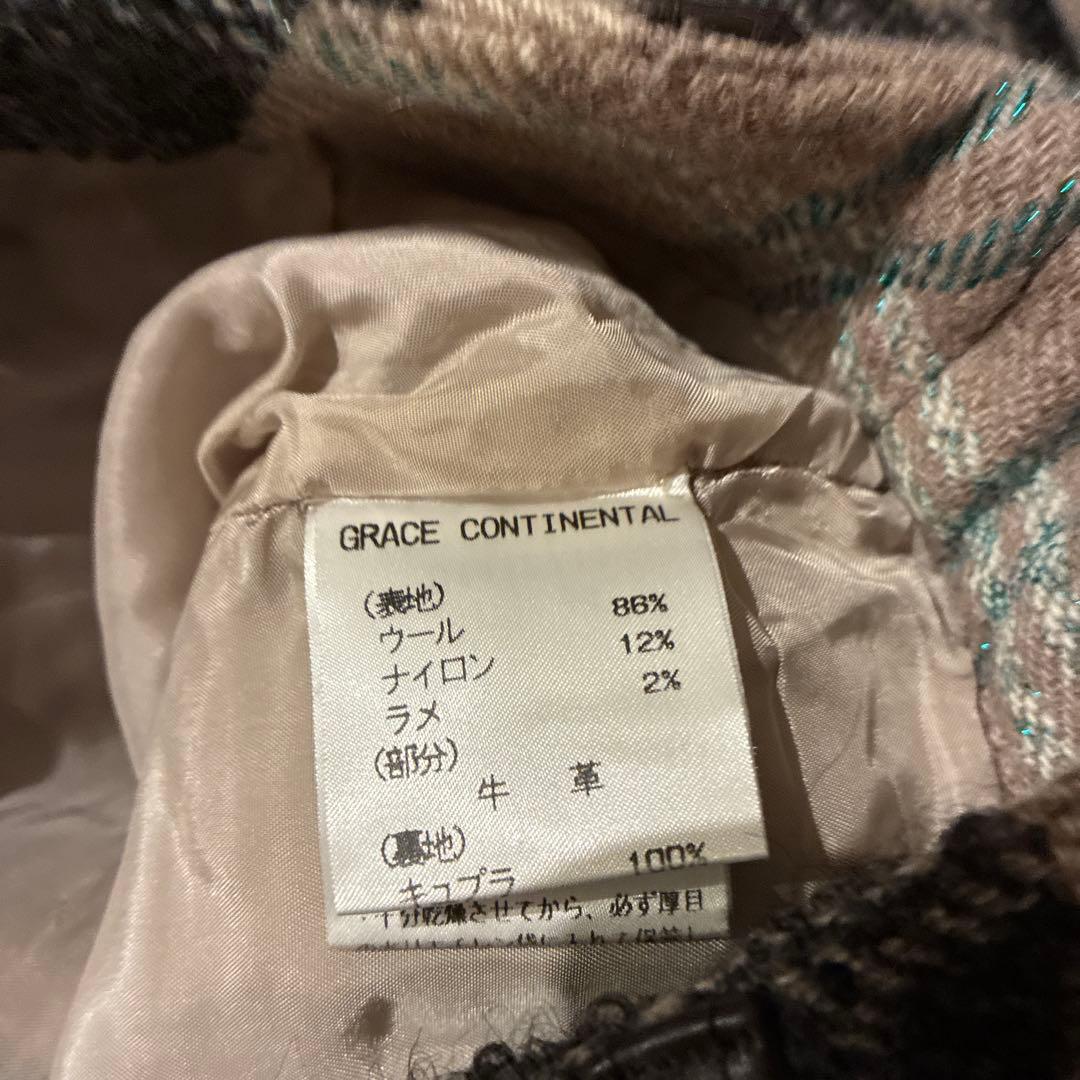 GRACE CONTINENTAL
(表地)
ウール 86%
ナイロン 12%
ラメ 2%
(部分)
牛 革
(裏地)
キュプラ 100%
十分乾燥させてから、必ず厚目